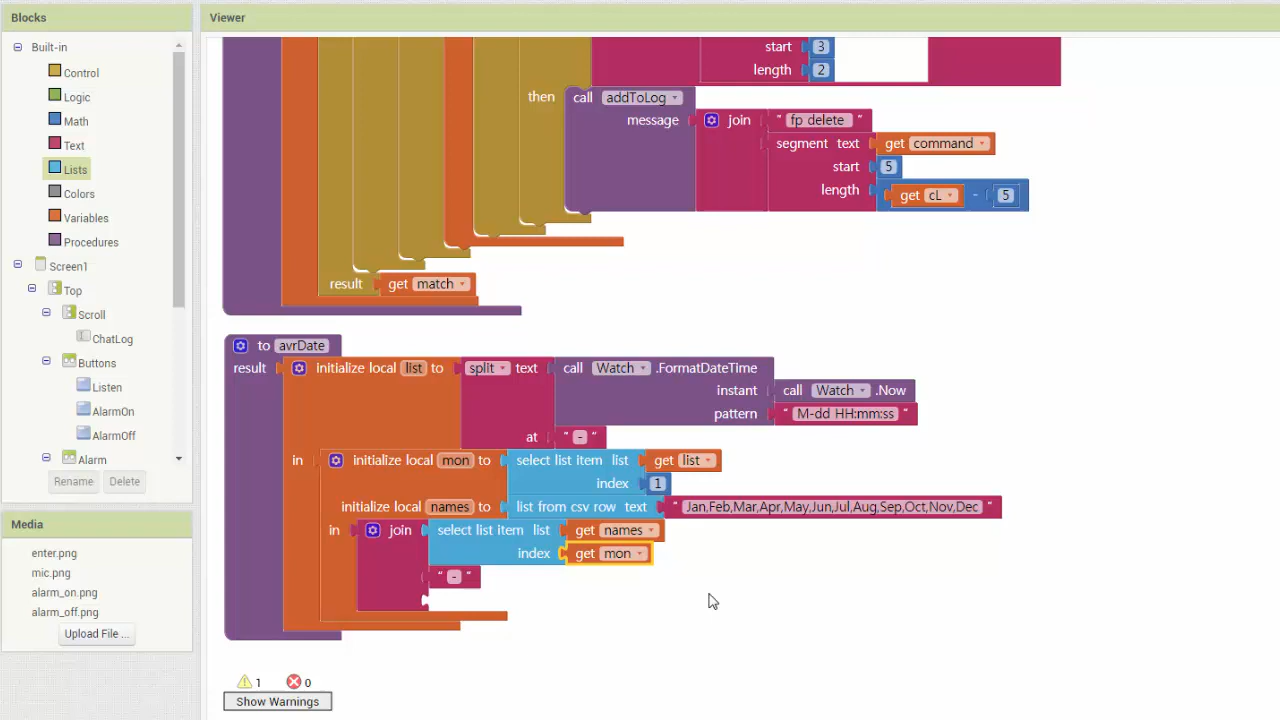 Blocks
Viewer
Built-in
Control
Logic
Math
Text
Lists
Colors
Variables
Procedures
Screen1
Top
Scroll
ChatLog
Buttons
Listen
AlarmOn
AlarmOff
Alarm
Rename Delete
Media
enter.png
mic.png
alarm_on.png
alarm_off.png
Upload File ...
start 3
length 2
then call addToLog
message join " fp delete "
segment text get command
start 5
length get cL - 5
result get match
to avrDate
result initialize local list to split text call Watch .FormatDateTime
instant call Watch .Now
pattern " M-dd HH:mm:ss "
at " - "
in initialize local mon to select list item list get list
index 1
initialize local names to list from csv row text " Jan,Feb,Mar,Apr,May,Jun,Jul,Aug,Sep,Oct,Nov,Dec "
in join select list item list get names
index get mon
" - "
1 0
Show Warnings